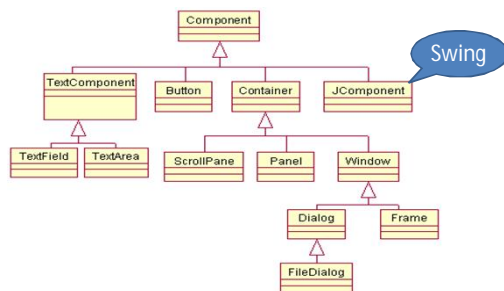 Component
Swing
TextComponent
Button
Container
JComponent
TextField
TextArea
ScrollPane
Panel
Window
Dialog
Frame
FileDialog